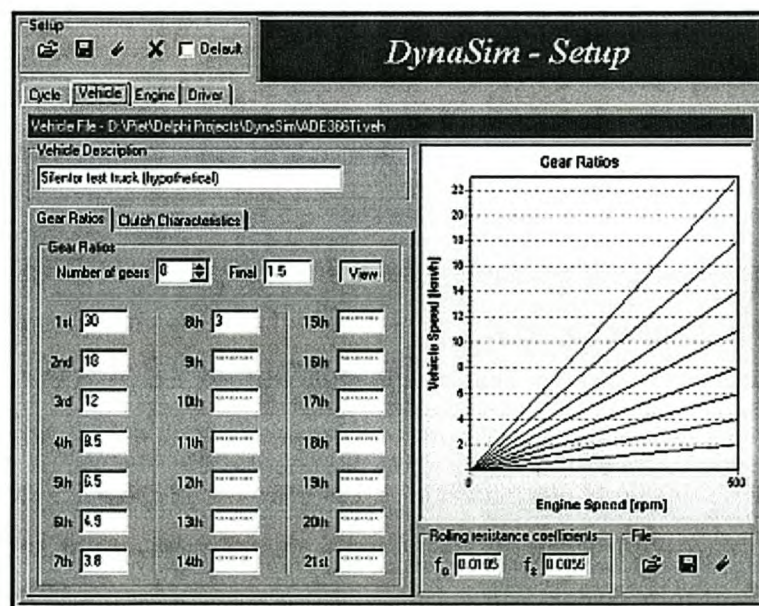 Setup
Default
DynaSim - Setup
Cycle Vehicle Engine Driver
Vehicle File - D:\Piet\Delphi Projects\DynaSim\ADE366Ti.veh
Vehicle Description
Silentor test truck (hypothetical)
Gear Ratios Clutch Characteristics
Gear Ratios
Number of gears 8 Final 1.5 View
1st 30 8th 3 15th
2nd 18 9th 16th
3rd 12 10th 17th
4th 8.5 11th 18th
5th 6.5 12th 19th
6th 4.9 13th 20th
7th 3.8 14th 21st
Gear Ratios
Vehicle Speed [km/h]
22
20
18
16
14
12
10
8
6
4
2
0 500
Engine Speed [rpm]
Rolling resistance coefficients
f0 0.0105 fs 0.0055
File